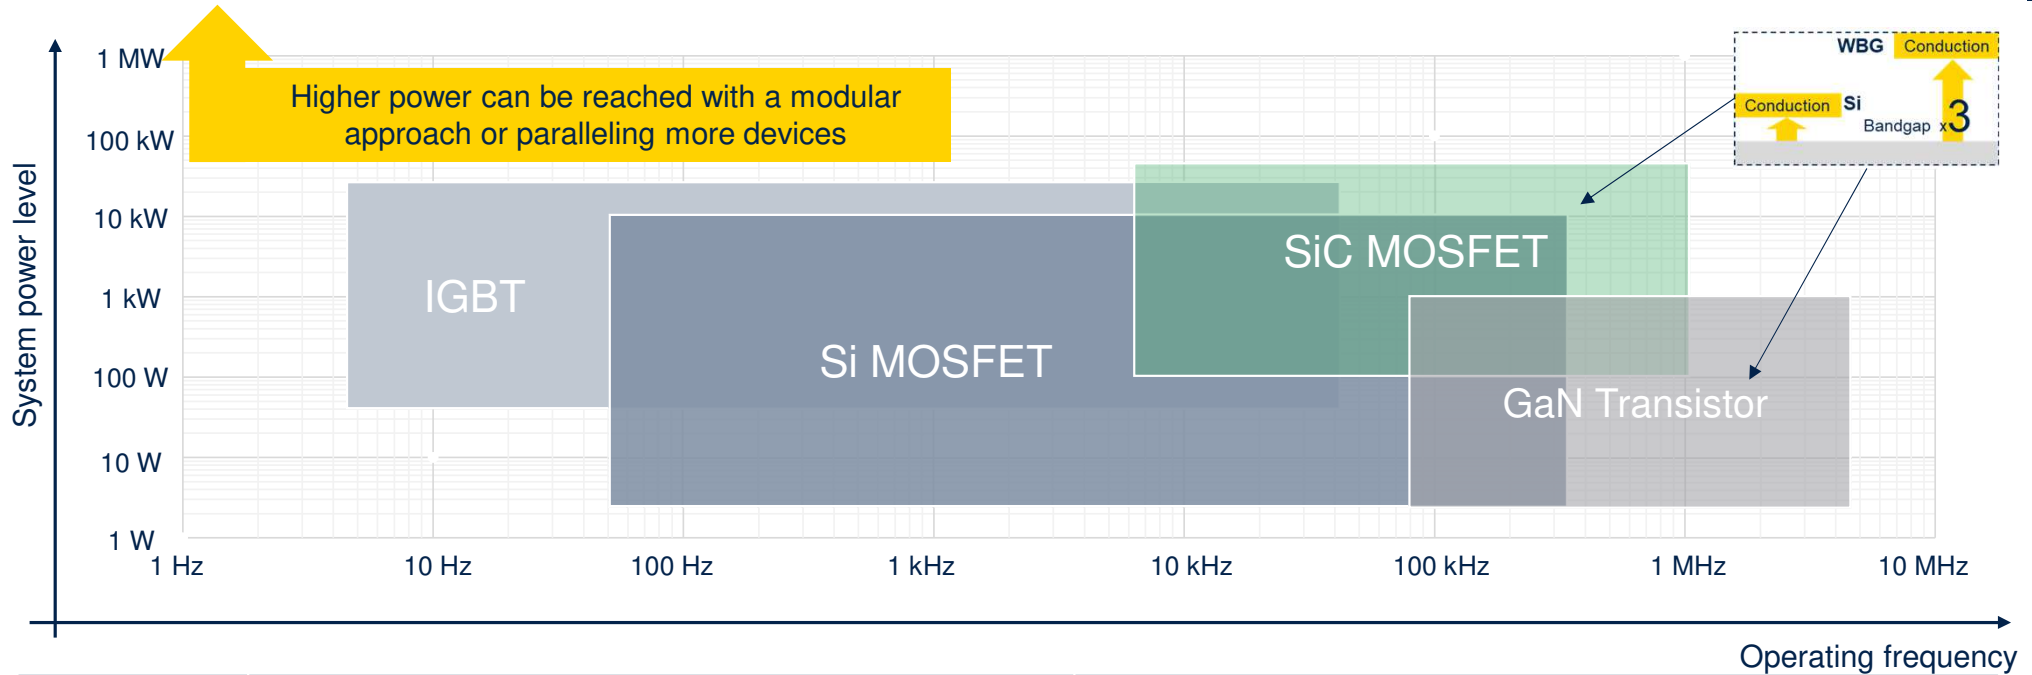 1 MW
100 kW
10 kW
1 kW
100 W
10 W
1 W
System power level
Higher power can be reached with a modular
approach or paralleling more devices
WBG Conduction
Conduction Si
Bandgap x3
IGBT
Si MOSFET
SiC MOSFET
GaN Transistor
1 Hz 10 Hz 100 Hz 1 kHz 10 kHz 100 kHz 1 MHz 10 MHz
Operating frequency